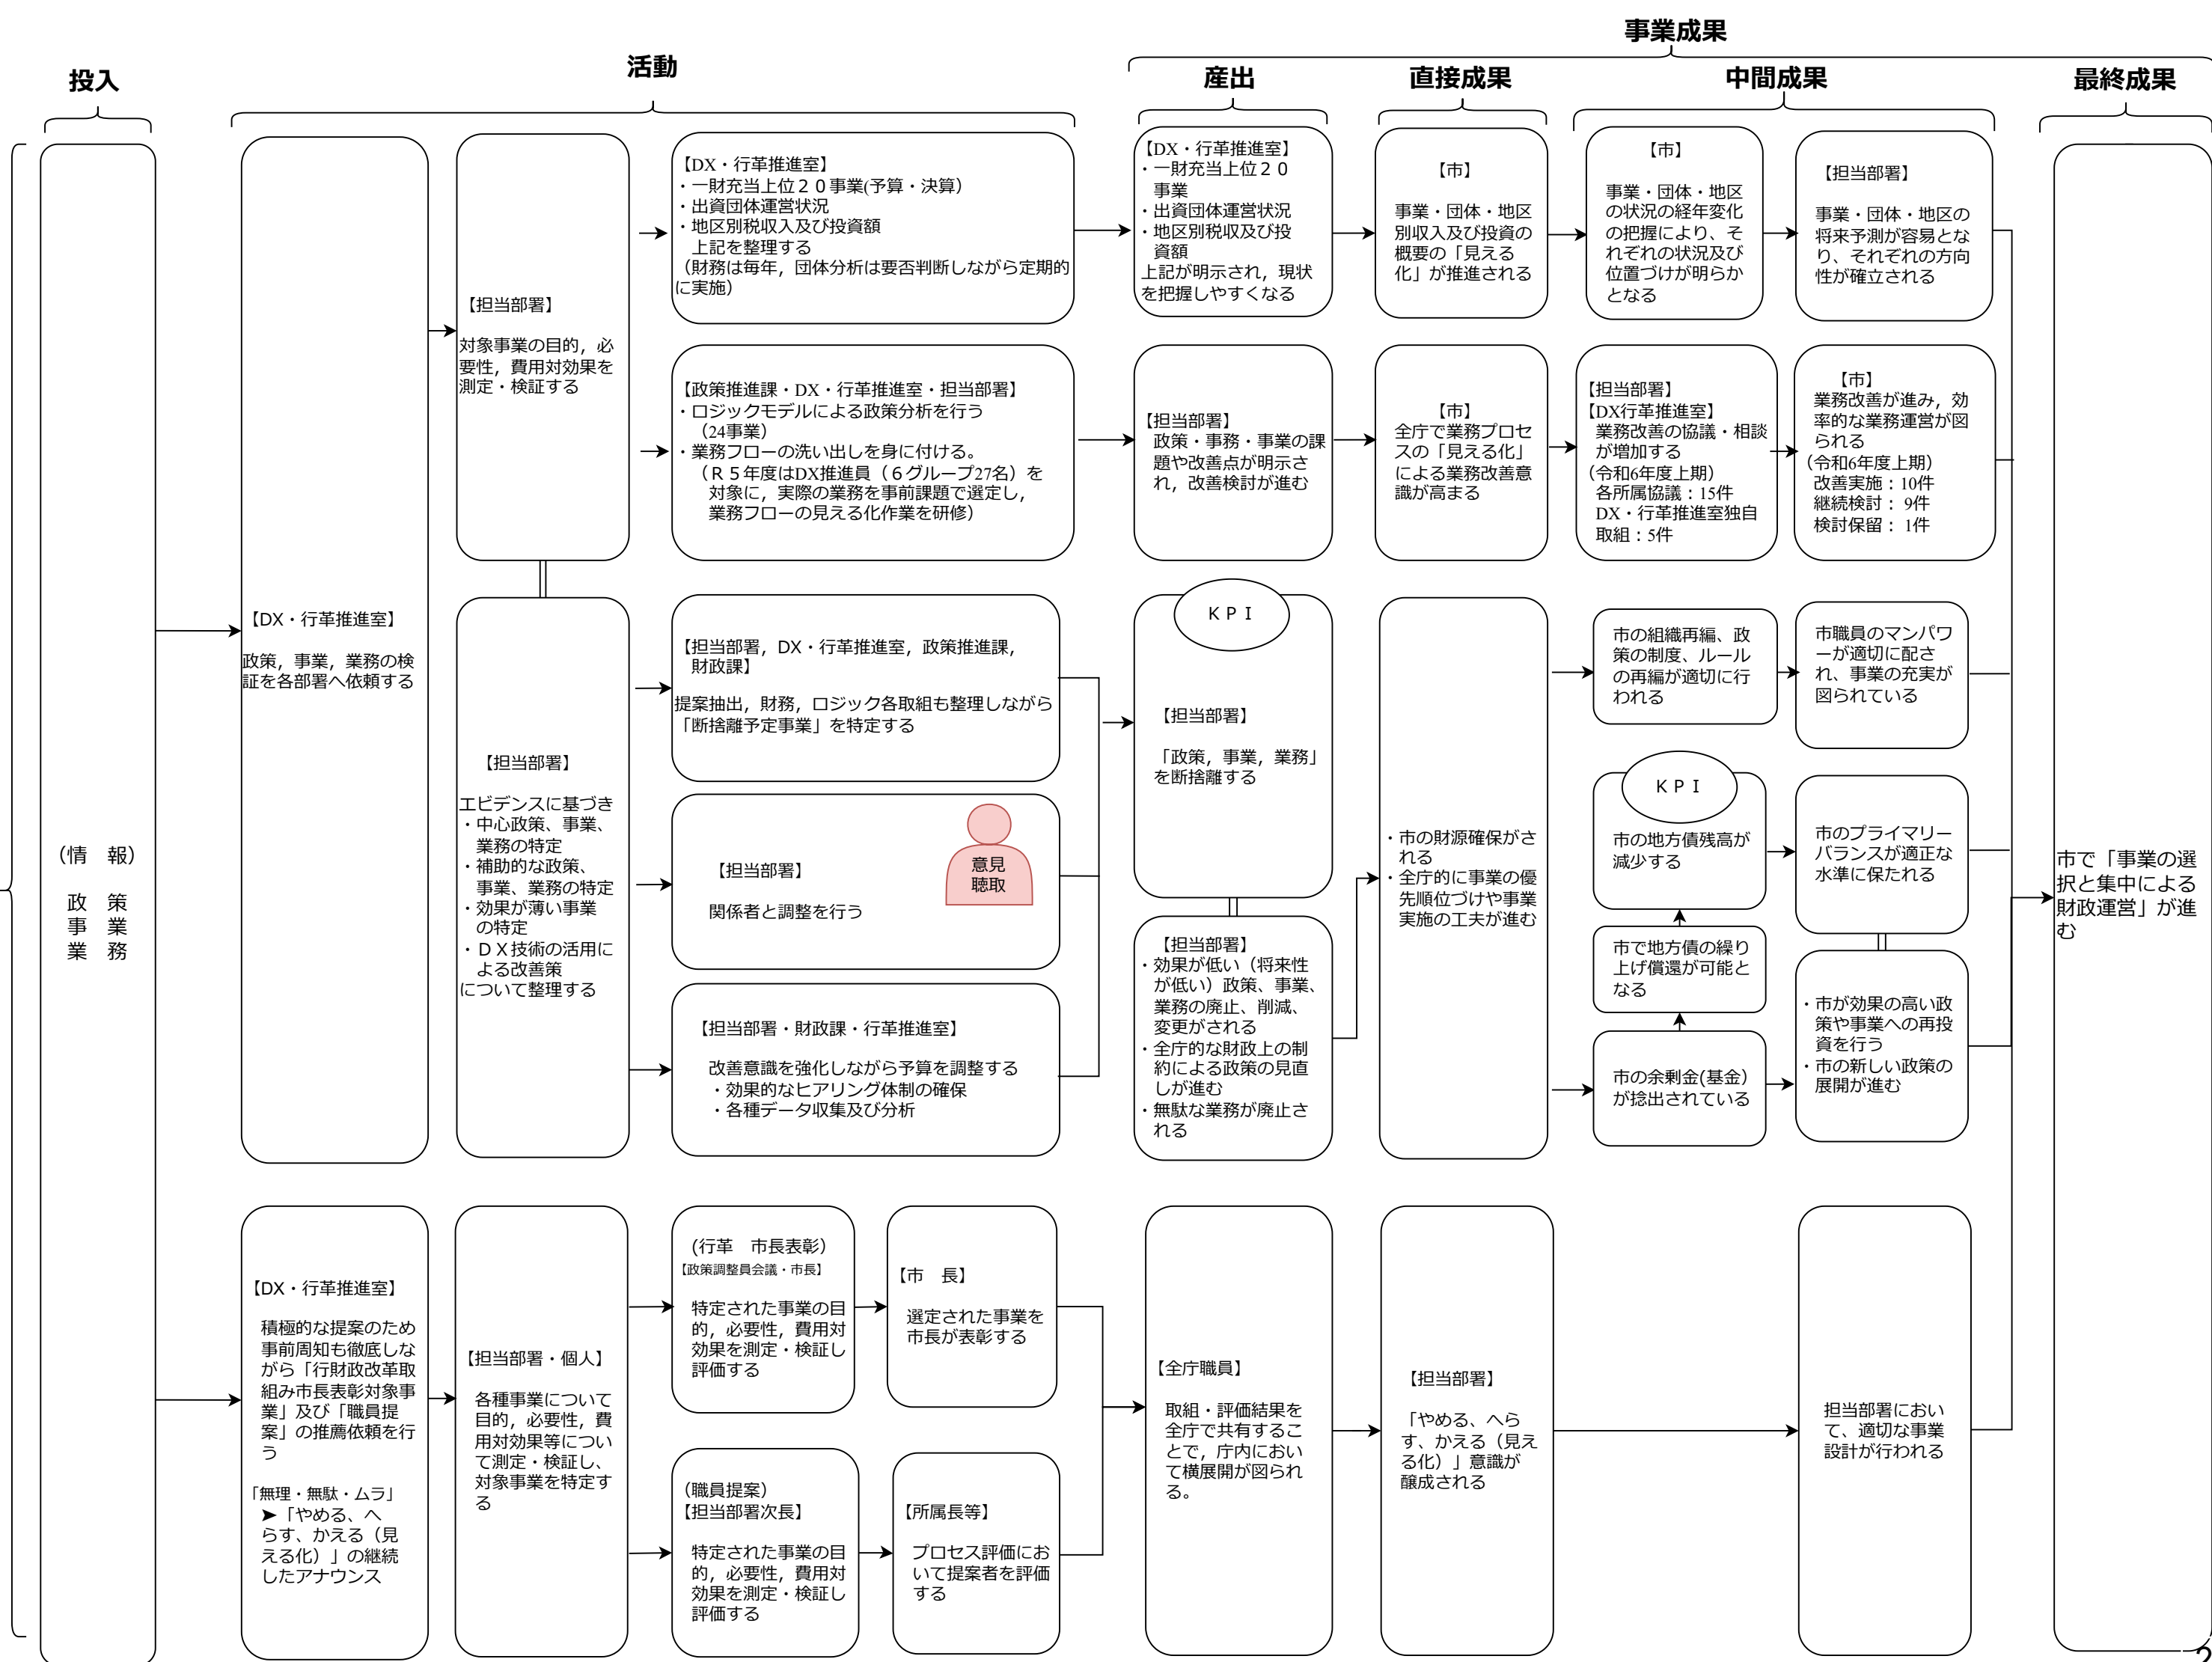 事業成果
投入
活動
産出
直接成果
中間成果
最終成果
（情　報）
政　策
事　業
業　務
【DX・行革推進室】
政策，事業，業務の検
証を各部署へ依頼する
【担当部署】
対象事業の目的，必
要性，費用対効果を
測定・検証する
【DX・行革推進室】
・一財充当上位２０事業(予算・決算）
・出資団体運営状況
・地区別税収入及び投資額
上記を整理する
（財務は毎年，団体分析は要否判断しながら定期的
に実施）
【DX・行革推進室】
・一財充当上位２０
事業
・出資団体運営状況
・地区別税収及び投
資額
上記が明示され，現状
を把握しやすくなる
【市】
事業・団体・地区
別収入及び投資の
概要の「見える
化」が推進される
【市】
事業・団体・地区
の状況の経年変化
の把握により、そ
れぞれの状況及び
位置づけが明らか
となる
【担当部署】
事業・団体・地区の
将来予測が容易とな
り、それぞれの方向
性が確立される
【政策推進課・DX・行革推進室・担当部署】
・ロジックモデルによる政策分析を行う
（24事業）
・業務フローの洗い出しを身に付ける。
（Ｒ５年度はDX推進員（６グループ27名）を
対象に，実際の業務を事前課題で選定し，
業務フローの見える化作業を研修）
【担当部署】
政策・事務・事業の課
題や改善点が明示さ
れ，改善検討が進む
【市】
全庁で業務プロセ
スの「見える化」
による業務改善意
識が高まる
【担当部署】
【DX行革推進室】
業務改善の協議・相談
が増加する
（令和6年度上期）
各所属協議：15件
DX・行革推進室独自
取組：5件
【市】
業務改善が進み，効
率的な業務運営が図
られる
（令和6年度上期）
改善実施：10件
継続検討： 9件
検討保留： 1件
【担当部署】
エビデンスに基づき
・中心政策、事業、
業務の特定
・補助的な政策、
事業、業務の特定
・効果が薄い事業
の特定
・ＤＸ技術の活用に
よる改善策
について整理する
【担当部署，DX・行革推進室，政策推進課，
財政課】
提案抽出，財務，ロジック各取組も整理しながら
「断捨離予定事業」を特定する
【担当部署】
関係者と調整を行う
意見
聴取
【担当部署・財政課・行革推進室】
改善意識を強化しながら予算を調整する
・効果的なヒアリング体制の確保
・各種データ収集及び分析
ＫＰＩ
【担当部署】
「政策，事業，業務」
を断捨離する
【担当部署】
・効果が低い（将来性
が低い）政策、事業、
業務の廃止、削減、
変更がされる
・全庁的な財政上の制
約による政策の見直
しが進む
・無駄な業務が廃止さ
れる
・市の財源確保がさ
れる
・全庁的に事業の優
先順位づけや事業
実施の工夫が進む
市の組織再編、政
策の制度、ルール
の再編が適切に行
われる
市職員のマンパワ
ーが適切に配さ
れ、事業の充実が
図られている
ＫＰＩ
市の地方債残高が
減少する
市のプライマリー
バランスが適正な
水準に保たれる
市で地方債の繰り
上げ償還が可能と
なる
市の余剰金(基金）
が捻出されている
・市が効果の高い政
策や事業への再投
資を行う
・市の新しい政策の
展開が進む
市で「事業の選
択と集中による
財政運営」が進
む
【DX・行革推進室】
積極的な提案のため
事前周知も徹底しな
がら「行財政改革取
組み市長表彰対象事
業」及び「職員提
案」の推薦依頼を行
う
「無理・無駄・ムラ」
➤「やめる、へ
らす、かえる（見
える化）」の継続
したアナウンス
【担当部署・個人】
各種事業について
目的，必要性，費
用対効果等につい
て測定・検証し、
対象事業を特定す
る
(行革　市長表彰）
【政策調整員会議・市長】
特定された事業の目
的，必要性，費用対
効果を測定・検証し
評価する
【市　長】
選定された事業を
市長が表彰する
（職員提案）
【担当部署次長】
特定された事業の目
的，必要性，費用対
効果を測定・検証し
評価する
【所属長等】
プロセス評価にお
いて提案者を評価
する
【全庁職員】
取組・評価結果を
全庁で共有するこ
とで，庁内におい
て横展開が図られ
る。
【担当部署】
「やめる、へら
す、かえる（見え
る化）」意識が
醸成される
担当部署におい
て、適切な事業
設計が行われる
2